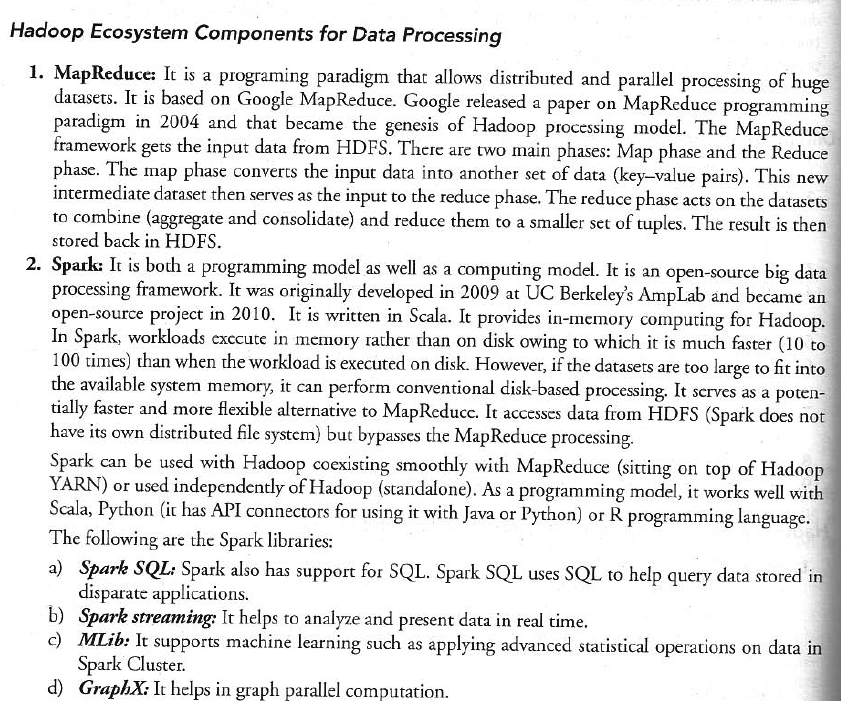 Hadoop Ecosystem Components for Data Processing
1. MapReduce: It is a programing paradigm that allows distributed and parallel processing of huge
datasets. It is based on Google MapReduce. Google released a paper on MapReduce programming
paradigm in 2004 and that became the genesis of Hadoop processing model. The MapReduce
framework gets the input data from HDFS. There are two main phases: Map phase and the Reduce
phase. The map phase converts the input data into another set of data (key–value pairs). This new
intermediate dataset then serves as the input to the reduce phase. The reduce phase acts on the datasets
to combine (aggregate and consolidate) and reduce them to a smaller set of tuples. The result is then
stored back in HDFS.
2. Spark: It is both a programming model as well as a computing model. It is an open-source big data
processing framework. It was originally developed in 2009 at UC Berkeley's AmpLab and became an
open-source project in 2010. It is written in Scala. It provides in-memory computing for Hadoop.
In Spark, workloads execute in memory rather than on disk owing to which it is much faster (10 to
100 times) than when the workload is executed on disk. However, if the datasets are too large to fit into
the available system memory, it can perform conventional disk-based processing. It serves as a poten-
tially faster and more flexible alternative to MapReduce. It accesses data from HDFS (Spark does not
have its own distributed file system) but bypasses the MapReduce processing.
Spark can be used with Hadoop coexisting smoothly with MapReduce (sitting on top of Hadoop
YARN) or used independently of Hadoop (standalone). As a programming model, it works well with
Scala, Python (it has API connectors for using it with Java or Python) or R programming language.
The following are the Spark libraries:
a) Spark SQL: Spark also has support for SQL. Spark SQL uses SQL to help query data stored in
disparate applications.
b) Spark streaming: It helps to analyze and present data in real time.
c) MLib: It supports machine learning such as applying advanced statistical operations on data in
Spark Cluster.
d) GraphX: It helps in graph parallel computation.